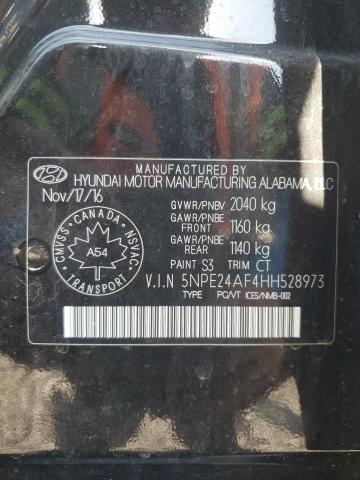 MANUFACTURED BY
HYUNDAI MOTOR MANUFACTURING ALABAMA, LLC
Nov/17/16
GVWR/PNBV 2040 kg
GAWR/PNBE
FRONT 1160 kg
GAWR/PNBE
REAR 1140 kg
PAINT S3 TRIM CT
V.I.N 5NPE24AF4HH528973
TYPE PC/VT ICES/NMB-002
CANADA
CMVSS
NSVAC
A54
TRANSPORT